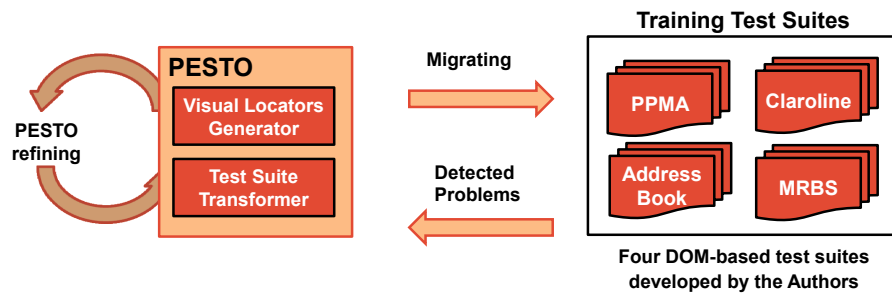 PESTO
refining
PESTO
Visual Locators
Generator
Test Suite
Transformer
Migrating
Detected
Problems
Training Test Suites
PPMA
Claroline
Address
Book
MRBS
Four DOM-based test suites
developed by the Authors